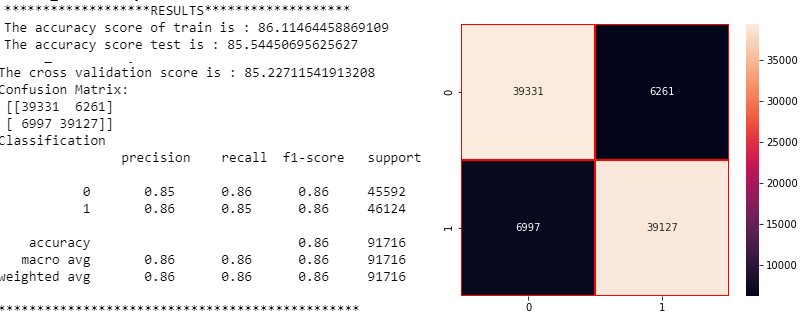 *******************RESULTS*******************
The accuracy score of train is : 86.11464458869109
The accuracy score test is : 85.54450695625627
The cross validation score is : 85.22711541913208
Confusion Matrix:
[[39331 6261]
[ 6997 39127]]
Classification
precision recall f1-score support
0 0.85 0.86 0.86 45592
1 0.86 0.85 0.86 46124
accuracy 0.86 91716
macro avg 0.86 0.86 0.86 91716
weighted avg 0.86 0.86 0.86 91716
***********************************************
0
39331 6261
1
6997 39127
0 1
35000
30000
25000
20000
15000
10000